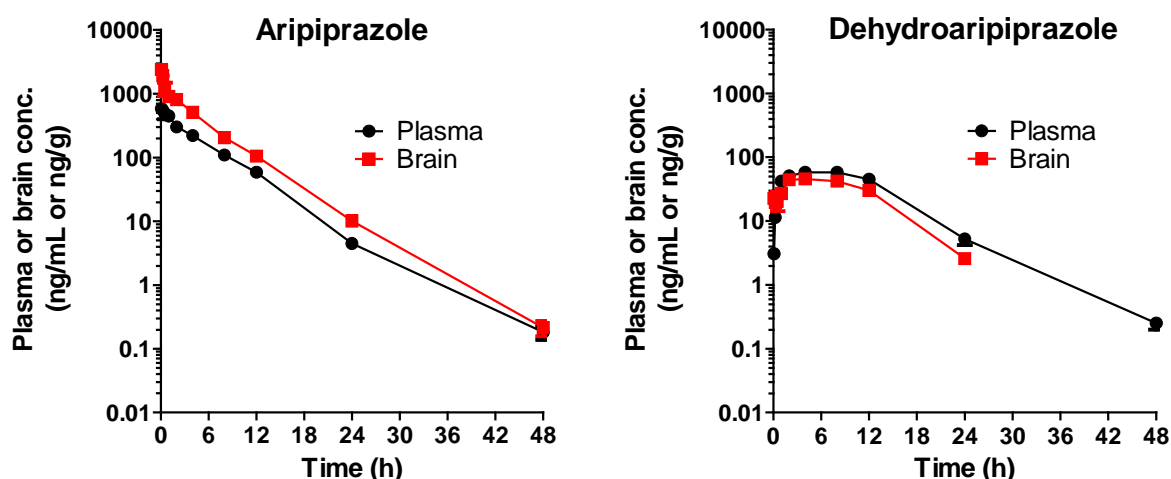 Aripiprazole
Plasma or brain conc.
(ng/mL or ng/g)
10000
1000
100
10
1
0.1
0.01
Plasma
Brain
0 6 12 24 30 36 42 48
Time (h)
Dehydroaripiprazole
Plasma or brain conc.
(ng/mL or ng/g)
10000
1000
100
10
1
0.1
0.01
Plasma
Brain
0 6 12 24 30 36 42 48
Time (h)